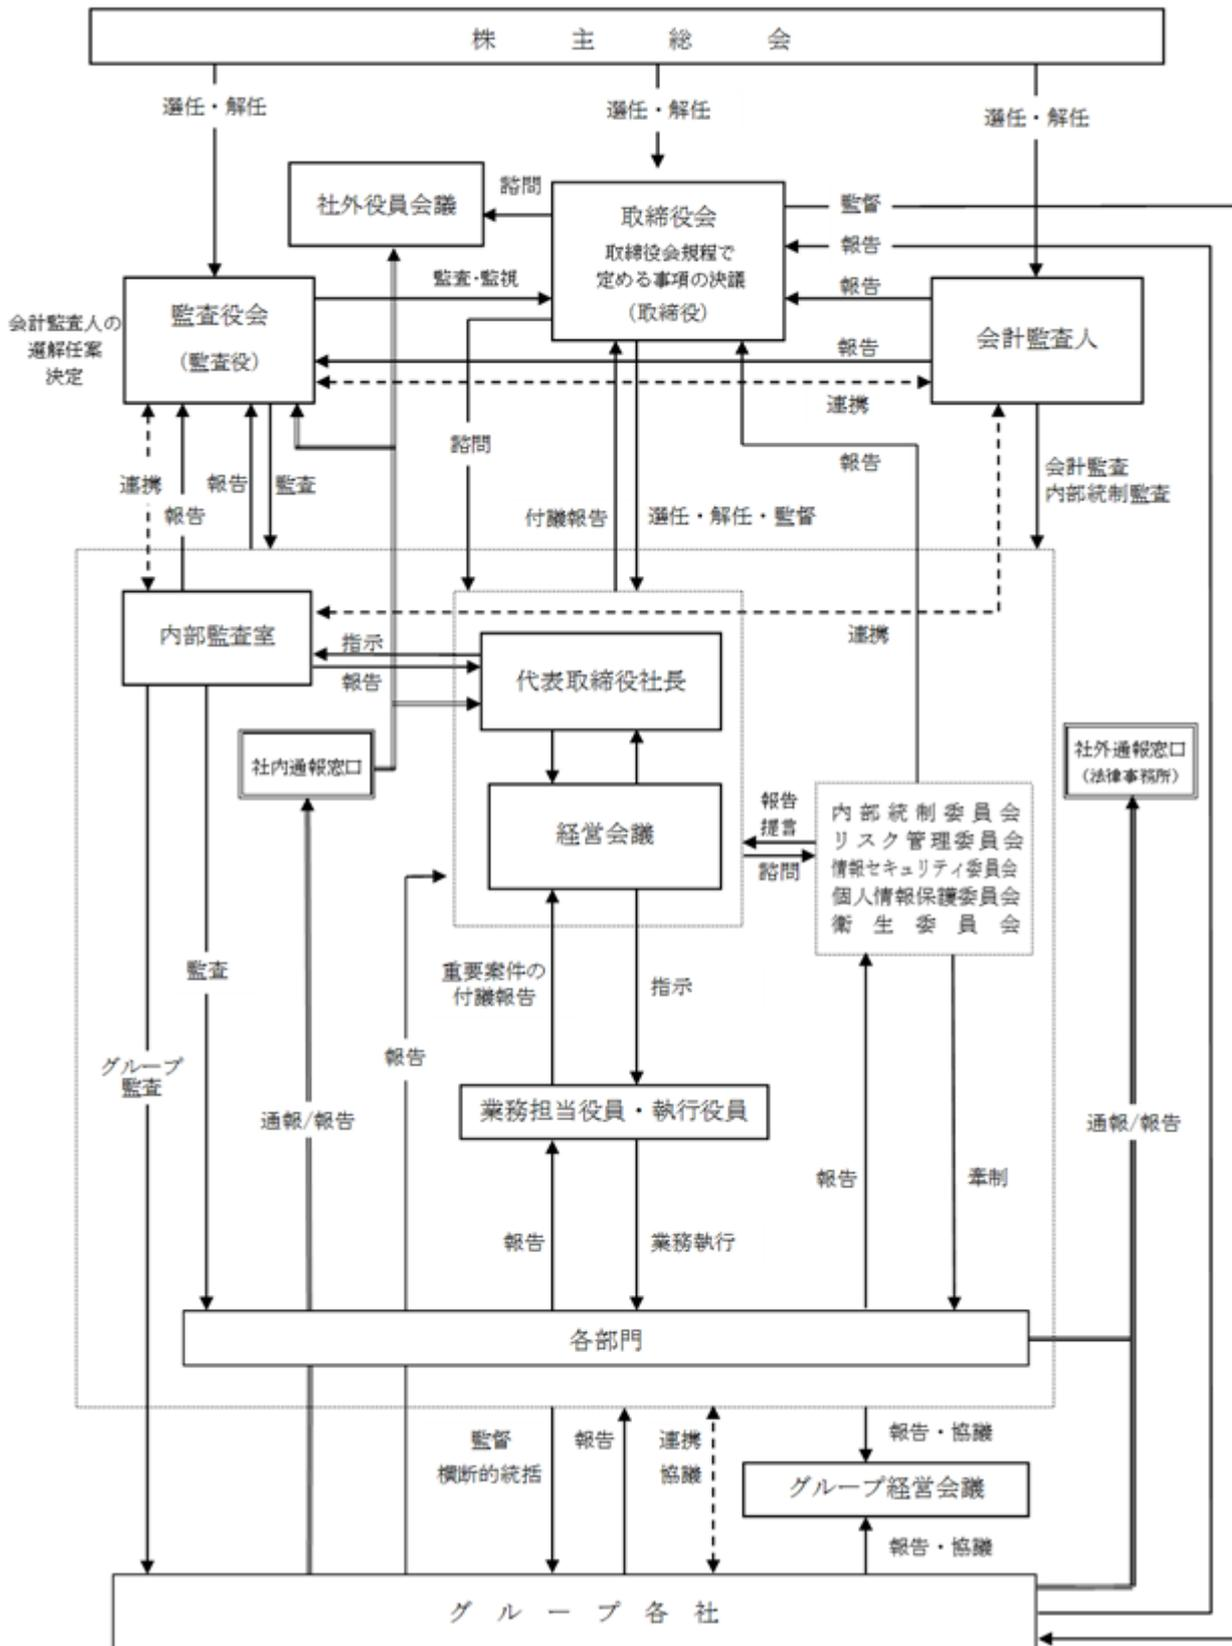 株主総会
選任・解任
選任・解任
選任・解任
社外役員会議
諮問
取締役会
取締役会規程で
定める事項の決議
(取締役)
監督
報告
報告
監査・監視
監査役会
(監査役)
会計監査人の
選解任案
決定
会計監査人
報告
連携
諮問
報告
連携
報告
報告
監査
付議報告
選任・解任・監督
会計監査
内部統制監査
内部監査室
指示
報告
連携
代表取締役社長
社内通報窓口
社外通報窓口
(法律事務所)
経営会議
報告
提言
諮問
内部統制委員会
リスク管理委員会
情報セキュリティ委員会
個人情報保護委員会
衛生委員会
監査
重要案件の
付議報告
指示
グループ
監査
報告
業務担当役員・執行役員
通報/報告
通報/報告
報告
牽制
報告
業務執行
各部門
監督
横断的統括
報告
連携
協議
報告・協議
グループ経営会議
報告・協議
グループ各社